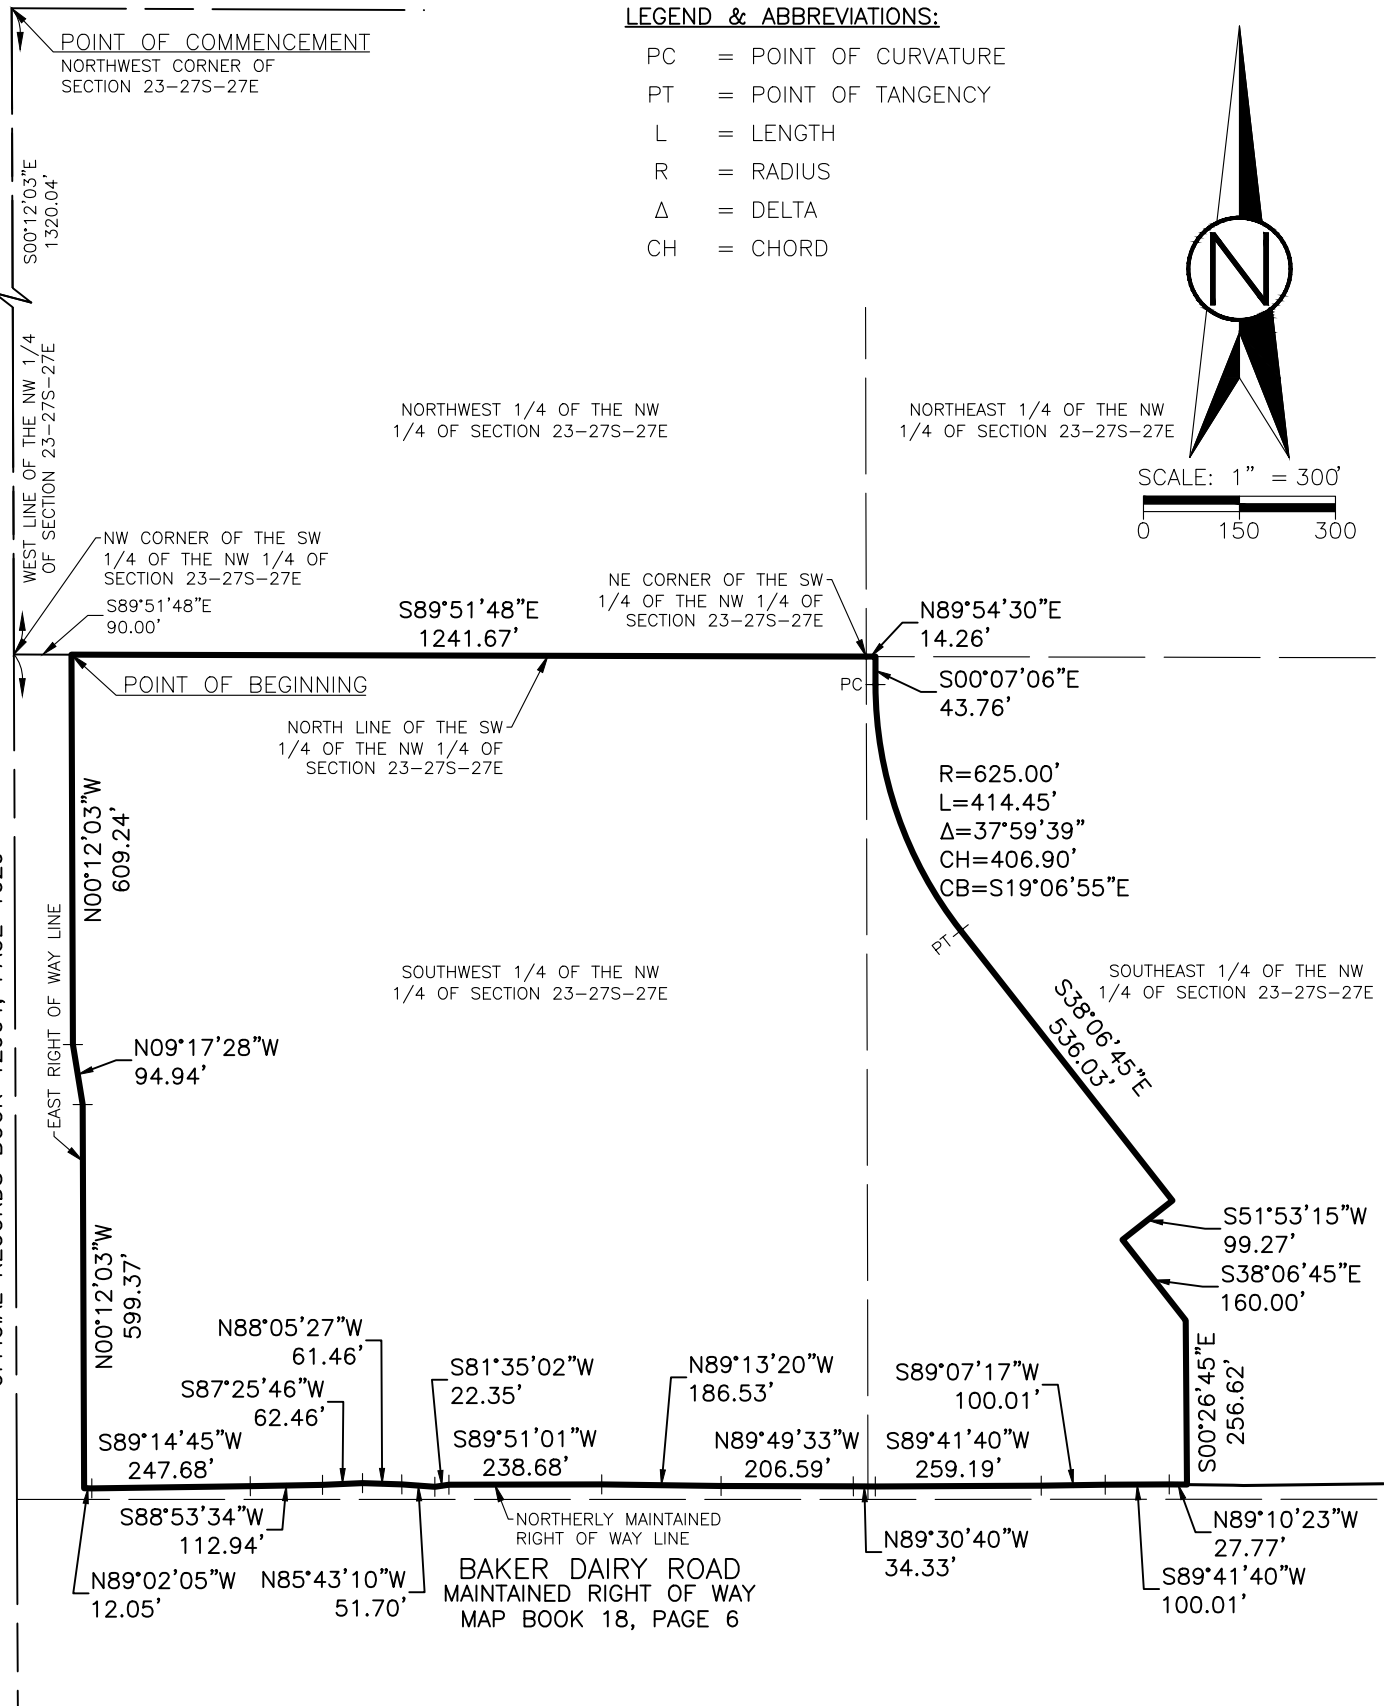 LEGEND & ABBREVIATIONS:
PC = POINT OF CURVATURE
PT = POINT OF TANGENCY
L = LENGTH
R = RADIUS
Δ = DELTA
CH = CHORD
POINT OF COMMENCEMENT
NORTHWEST CORNER OF
SECTION 23-27S-27E
S00°12'03"E
1320.04'
N
SCALE: 1" = 300'
0 150 300
WEST LINE OF THE NW 1/4
OF SECTION 23-27S-27E
NORTHWEST 1/4 OF THE NW
1/4 OF SECTION 23-27S-27E
NORTHEAST 1/4 OF THE NW
1/4 OF SECTION 23-27S-27E
NW CORNER OF THE SW
1/4 OF THE NW 1/4 OF
SECTION 23-27S-27E
S89°51'48"E
90.00'
S89°51'48"E
1241.67'
NE CORNER OF THE SW
1/4 OF THE NW 1/4 OF
SECTION 23-27S-27E
N89°54'30"E
14.26'
POINT OF BEGINNING
PC
S00°07'06"E
43.76'
NORTH LINE OF THE SW
1/4 OF THE NW 1/4 OF
SECTION 23-27S-27E
R=625.00'
L=414.45'
Δ=37°59'39"
CH=406.90'
CB=S19°06'55"E
N00°12'03"W
609.24'
PT
EAST RIGHT OF WAY LINE
SOUTHWEST 1/4 OF THE NW
1/4 OF SECTION 23-27S-27E
SOUTHEAST 1/4 OF THE NW
1/4 OF SECTION 23-27S-27E
S38°06'45"E
536.03'
N09°17'28"W
94.94'
S51°53'15"W
99.27'
S38°06'45"E
160.00'
N00°12'03"W
599.37'
S00°26'45"E
256.62'
N88°05'27"W
61.46'
S87°25'46"W
62.46'
S81°35'02"W
22.35'
N89°13'20"W
186.53'
S89°07'17"W
100.01'
S89°14'45"W
247.68'
S89°51'01"W
238.68'
N89°49'33"W
206.59'
S89°41'40"W
259.19'
S88°53'34"W
112.94'
NORTHERLY MAINTAINED
RIGHT OF WAY LINE
N89°30'40"W
34.33'
N89°10'23"W
27.77'
N89°02'05"W
12.05'
N85°43'10"W
51.70'
S89°41'40"W
100.01'
BAKER DAIRY ROAD
MAINTAINED RIGHT OF WAY
MAP BOOK 18, PAGE 6